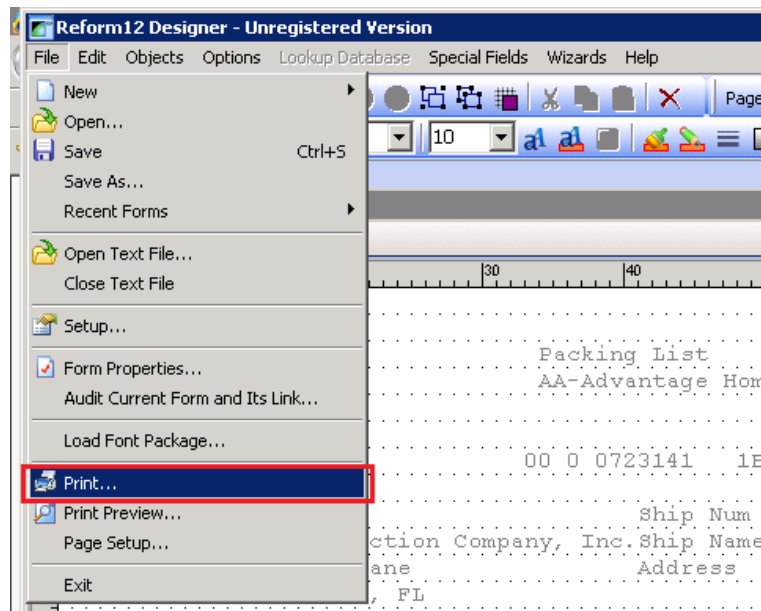 Reform12 Designer - Unregistered Version
File Edit Objects Options Lookup Database Special Fields Wizards Help
New
Page
Open...
10
Save Ctrl+S
Save As...
Recent Forms
Open Text File...
Close Text File
30 40
Setup...
Packing List
Form Properties...
AA-Advantage Hom
Audit Current Form and Its Link...
Load Font Package...
00 0 0723141
Print...
Print Preview...
Ship Num
Page Setup...
ction Company, Inc. Ship Name
ane Address
Exit
, FL